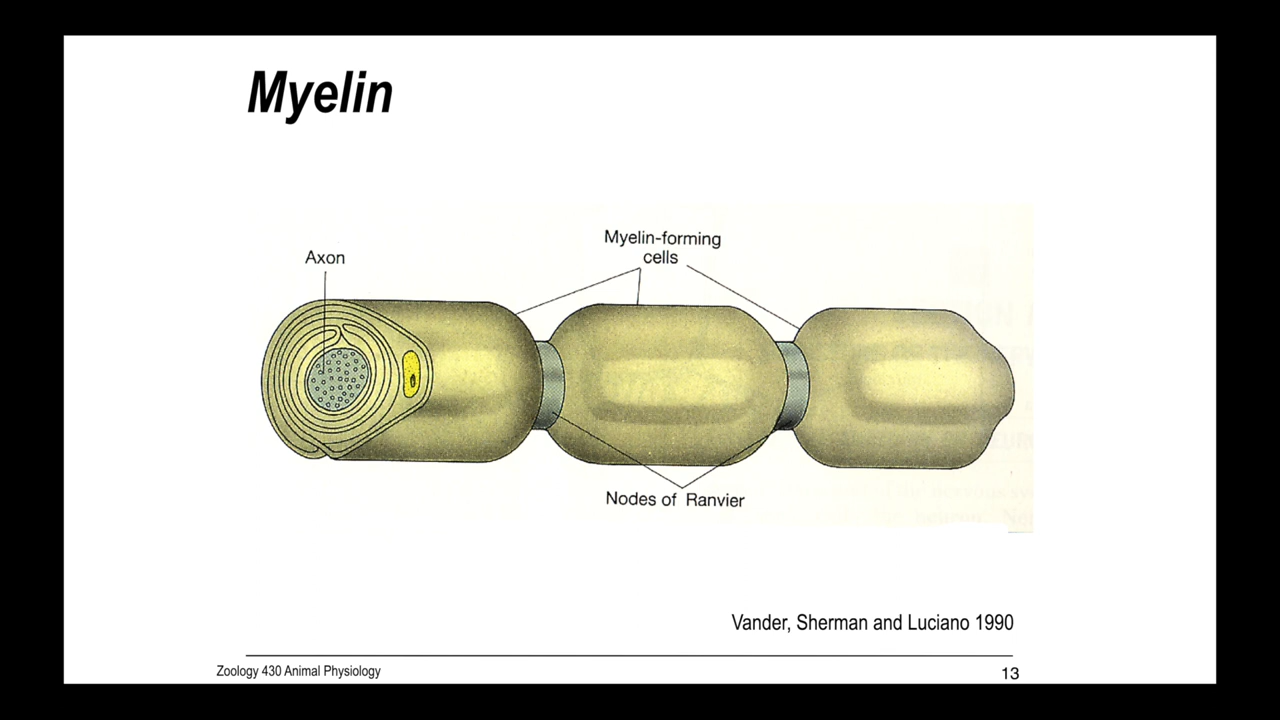 Myelin
Axon
Myelin-forming
cells
Nodes of Ranvier
Vander, Sherman and Luciano 1990
Zoology 430 Animal Physiology
13